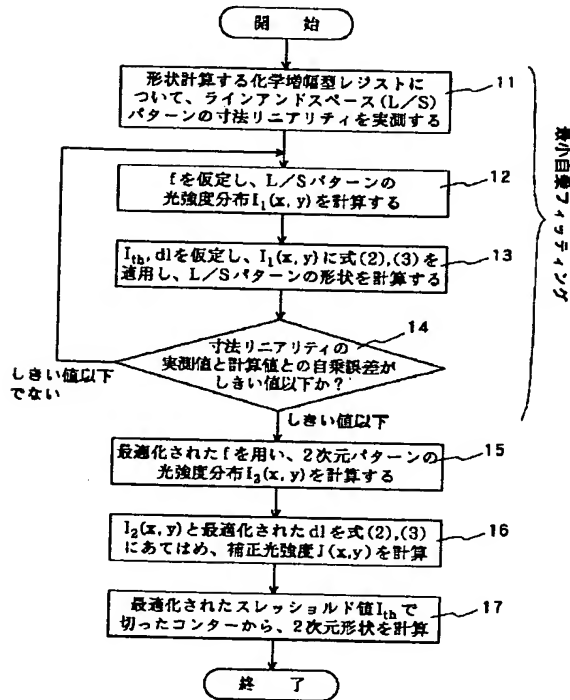 開 始
形状計算する化学増幅型レジストに
ついて、ラインアンドスペース(L/S)
パターンの寸法リニアリティを実測する
11
fを仮定し、L/Sパターンの
光強度分布I₁(x, y)を計算する
12
Ith, dlを仮定し、I₁(x, y)に式(2),(3)を
適用し、L/Sパターンの形状を計算する
13
14
寸法リニアリティの
実測値と計算値との自乗誤差が
しきい値以下か？
しきい値以下
でない
しきい値以下
最適化されたfを用い、2次元パターンの
光強度分布I₂(x, y)を計算する
15
I₂(x, y)と最適化されたdlを式(2),(3)
にあてはめ、補正光強度J(x,y)を計算
16
最適化されたスレッショルド値Ithで
切ったコンターから、2次元形状を計算
17
終 了
最小自乗フィッティング